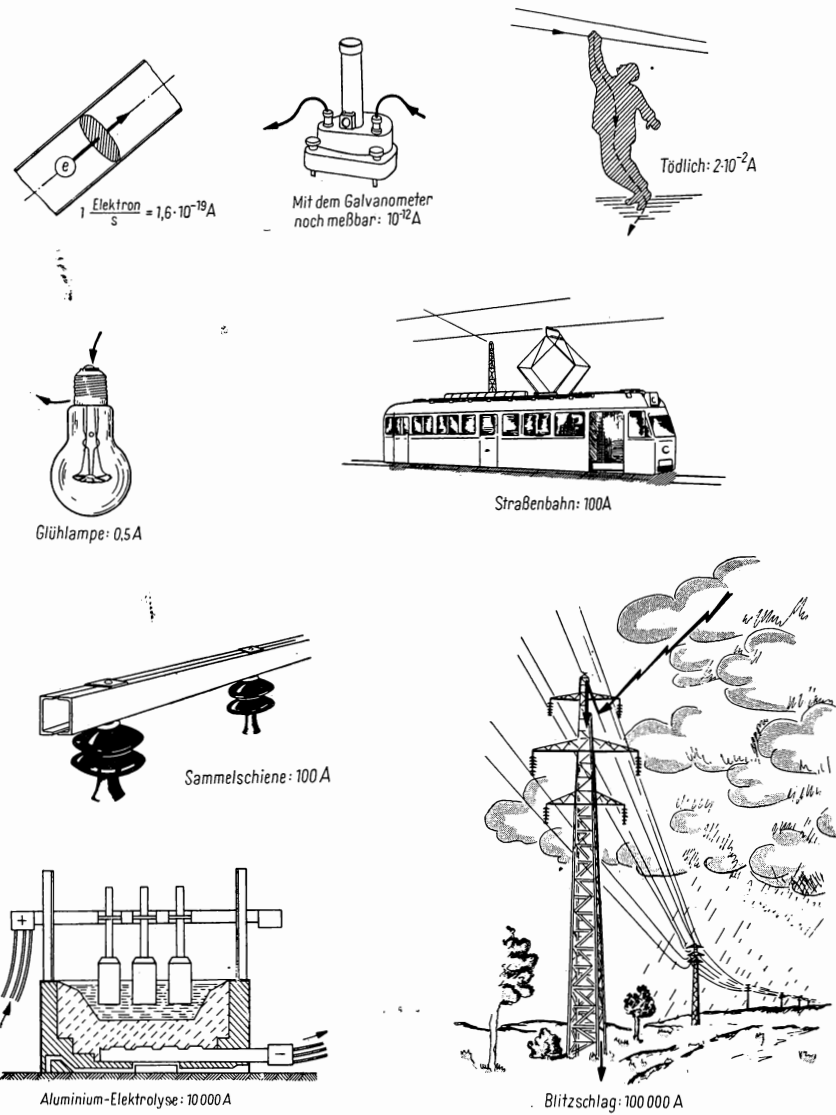 e
1 Elektron/s = 1,6·10⁻¹⁹A
Mit dem Galvanometer
noch meßbar: 10⁻¹²A
Tödlich: 2·10⁻²A
Glühlampe: 0,5 A
C
C
Straßenbahn: 100A
Sammelschiene: 100 A
+
−
Aluminium-Elektrolyse: 10 000 A
Blitzschlag: 100 000 A